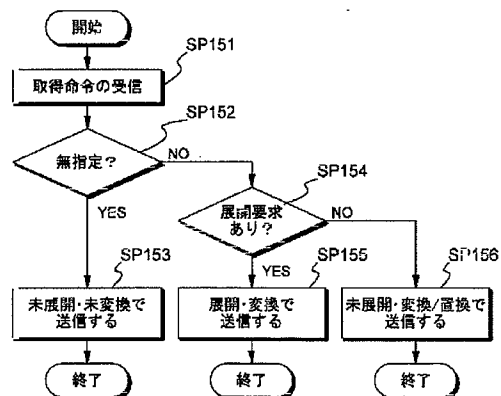 開始
SP151
取得命令の受信
SP152
無指定?
NO
SP154
YES
展開要求
あり?
NO
SP153
SP155
YES
SP156
未展開・未変換で
送信する
展開・変換で
送信する
未展開・変換/置換で
送信する
終了
終了
終了